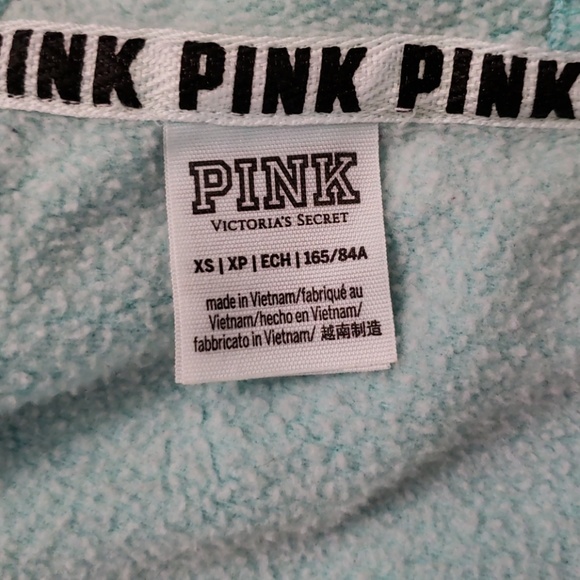 PINK PINK PINK
PINK
VICTORIA'S SECRET
XS | XP | ECH | 165/84A
made in Vietnam/fabriqué au
Vietnam/hecho en Vietnam/
fabbricato in Vietnam/ 越南制造